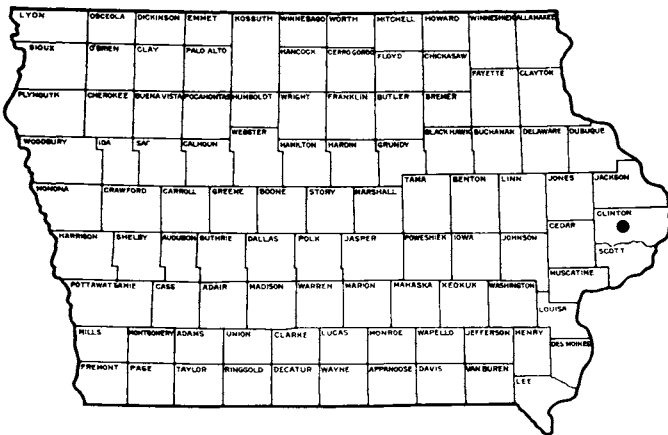 LYON OSCEOLA DICKINSON EMMET KOSSUTH WINNEBAGO WORTH MITCHELL HOWARD WINNESHIEK ALLAMAKEE
SIOUX O'BRIEN CLAY PALO ALTO HANCOCK CERRO GORDO FLOYD CHICKASAW
FAYETTE CLAYTON
PLYMOUTH CHEROKEE BUENA VISTA POCAHONTAS HUMBOLDT WRIGHT FRANKLIN BUTLER BREMER
WOODBURY IDA SAC CALHOUN WEBSTER HAMILTON HARDIN GRUNDY BLACK HAWK BUCHANAN DELAWARE DUBUQUE
MONONA CRAWFORD CARROLL GREENE BOONE STORY MARSHALL TAMA BENTON LINN JONES JACKSON
CLINTON
HARRISON SHELBY AUDUBON GUTHRIE DALLAS POLK JASPER POWESHIEK IOWA JOHNSON CEDAR
SCOTT
MUSCATINE
POTTAWATTAMIE CASS ADAIR MADISON WARREN MARION MAHASKA KEOKUK WASHINGTON
LOUISA
MILLS MONTGOMERY ADAMS UNION CLARKE LUCAS MONROE WAPELLO JEFFERSON HENRY
DES MOINES
FREMONT PAGE TAYLOR RINGGOLD DECATUR WAYNE APPANOOSE DAVIS VAN BUREN
LEE